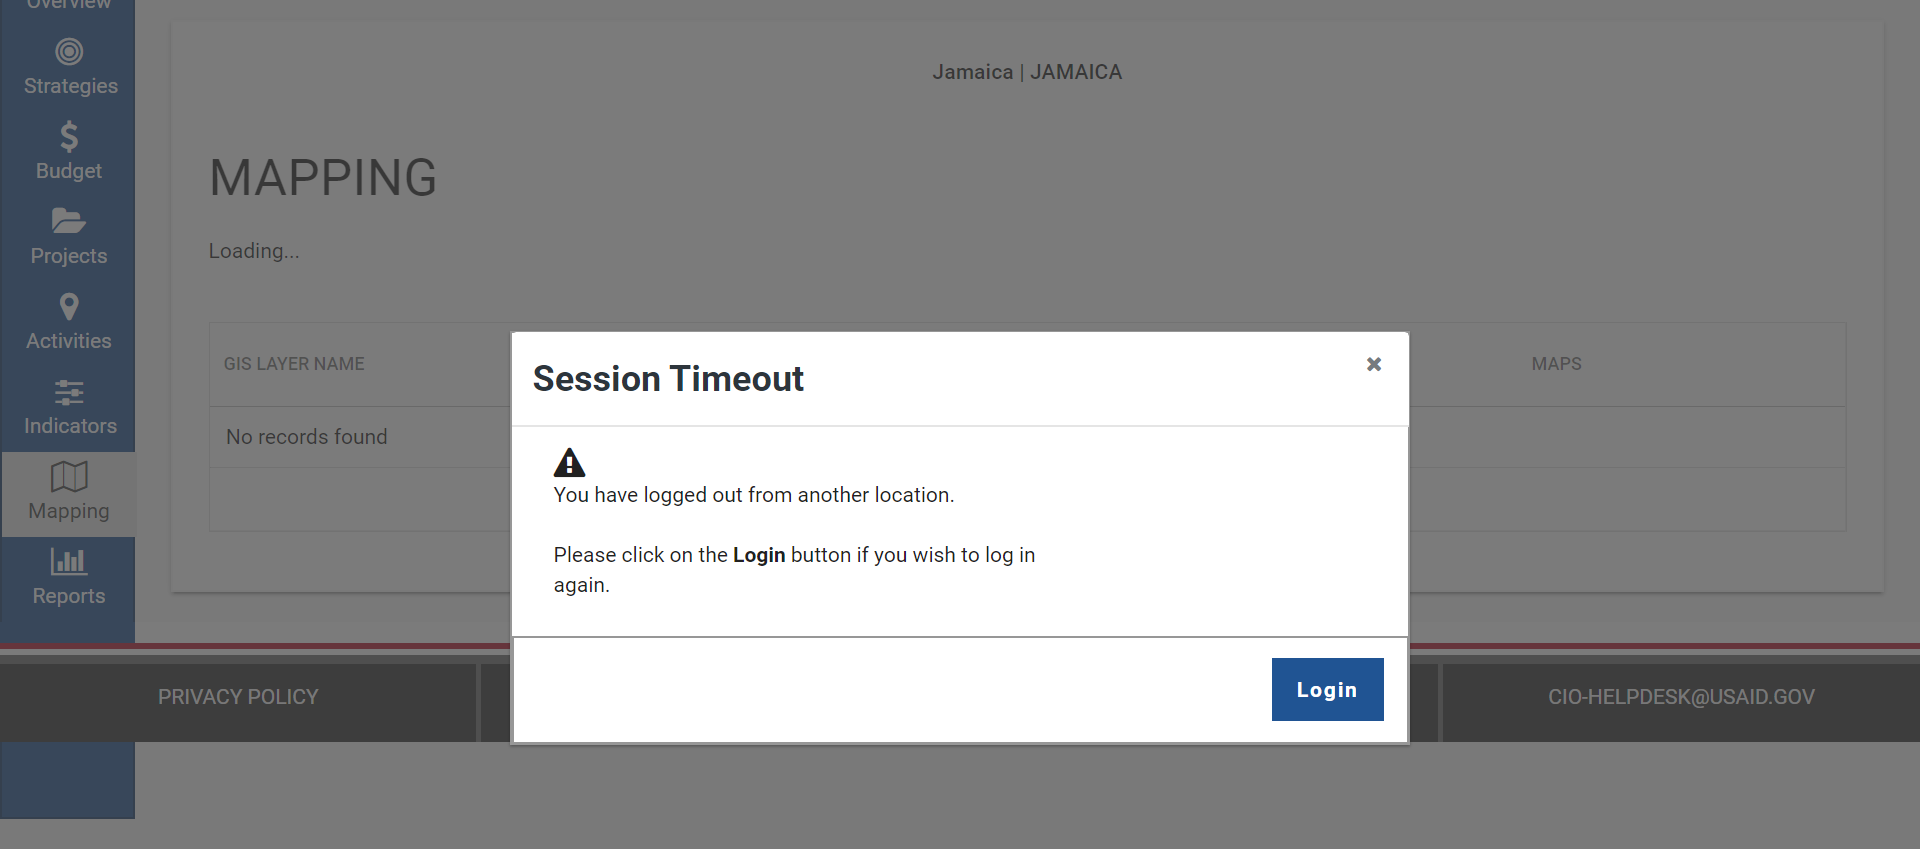 Overview
Strategies
Budget
Projects
Activities
Indicators
Mapping
Reports
Jamaica | JAMAICA
MAPPING
Loading...
GIS LAYER NAME
MAPS
No records found
Session Timeout
You have logged out from another location.
Please click on the Login button if you wish to log in
again.
Login
PRIVACY POLICY
CIO-HELPDESK@USAID.GOV